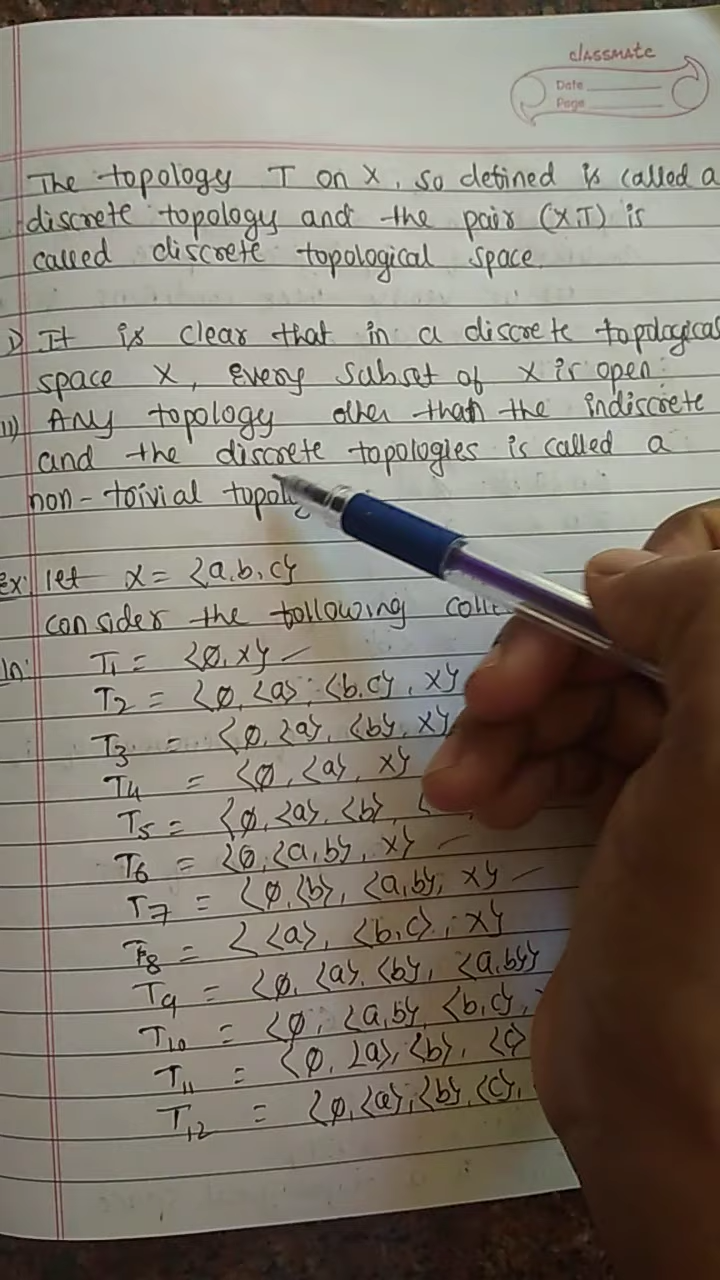 classmate
Date
Page
The topology T on X, so defined is called a
discrete topology and the pair (X,T) is
called discrete topological space.
i) It is clear that in a discrete topological
space X, every subset of X is open.
ii) Any topology other than the indiscrete
and the discrete topologies is called a
non-trivial topolog
Ex: let X = {a,b,c}
consider the following colle
T1 = {∅,X}
T2 = {∅,{a},{b,c},X}
T3 = {∅,{a},{b},X}
T4 = {∅,{a},X}
T5 = {∅,{a},{b},{
T6 = {∅,{a,b},X}
T7 = {∅,{b},{a,b},X}
T8 = {{a},{b,c},X}
T9 = {∅,{a},{b},{a,b}}
T10 = {∅,{a,b},{b,c},
T11 = {∅,{a},{b},{c}
T12 = {∅,{a},{b},{c},